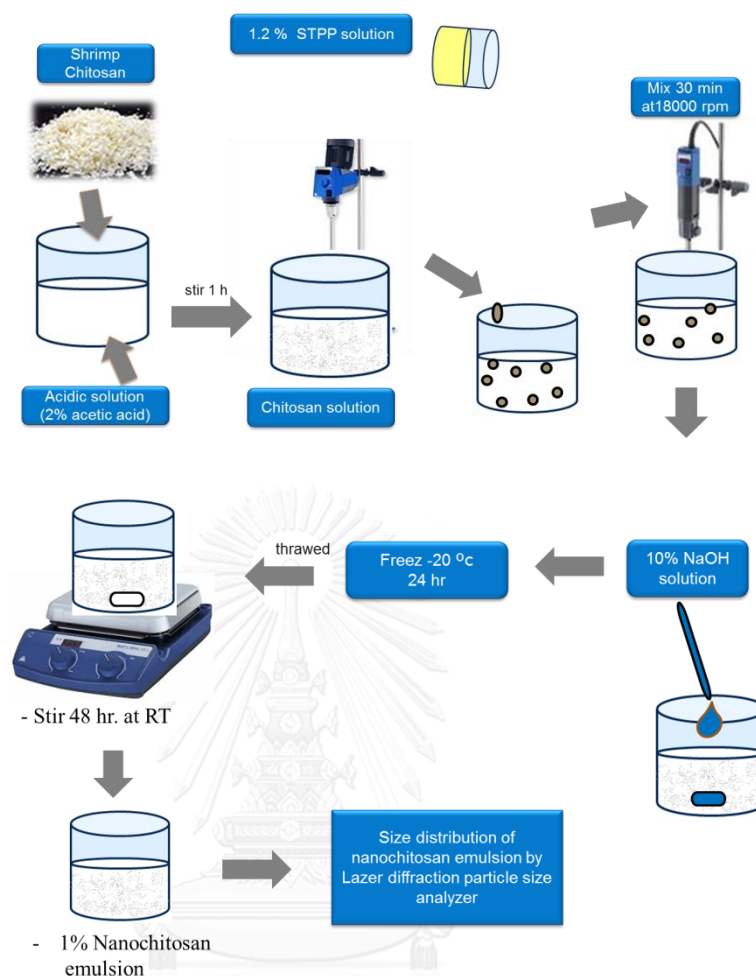 1.2 % STPP solution
Shrimp
Chitosan
Mix 30 min
at18000 rpm
stir 1 h
Acidic solution
(2% acetic acid)
Chitosan solution
thrawed
Freez -20 ºc
24 hr
10% NaOH
solution
- Stir 48 hr. at RT
Size distribution of
nanochitosan emulsion by
Lazer diffraction particle size
analyzer
- 1% Nanochitosan
emulsion